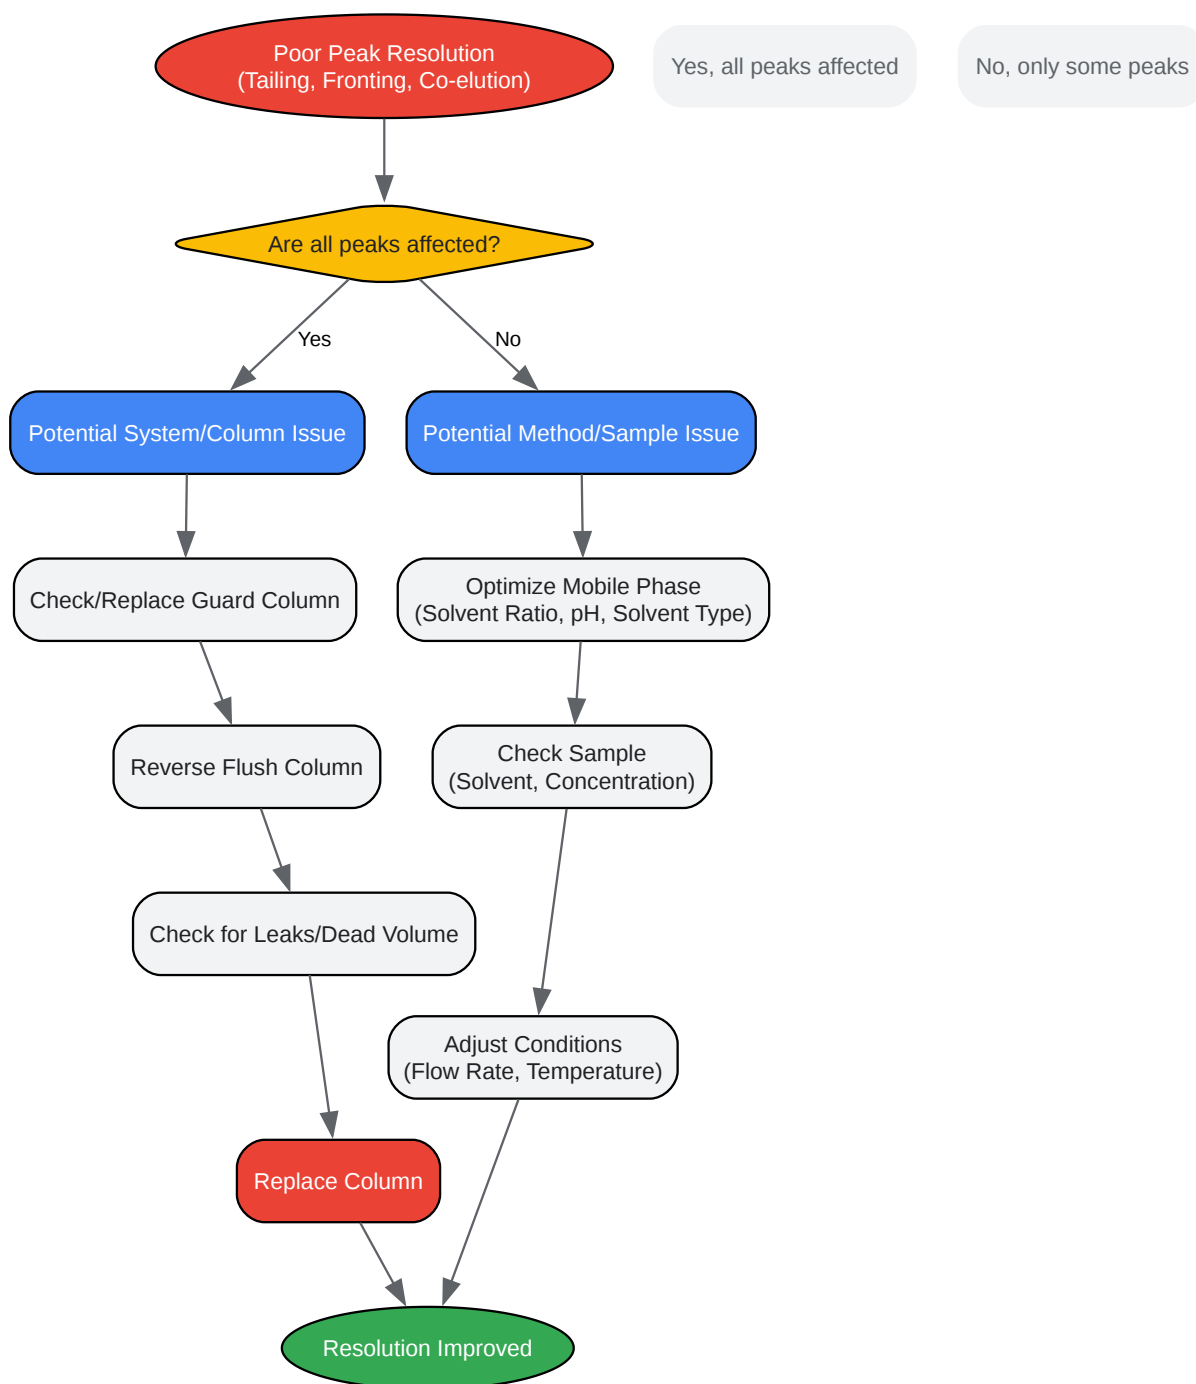 Poor Peak Resolution
(Tailing, Fronting, Co-elution)
Yes, all peaks affected
No, only some peaks
Are all peaks affected?
Yes
No
Potential System/Column Issue
Potential Method/Sample Issue
Check/Replace Guard Column
Optimize Mobile Phase
(Solvent Ratio, pH, Solvent Type)
Reverse Flush Column
Check Sample
(Solvent, Concentration)
Check for Leaks/Dead Volume
Adjust Conditions
(Flow Rate, Temperature)
Replace Column
Resolution Improved